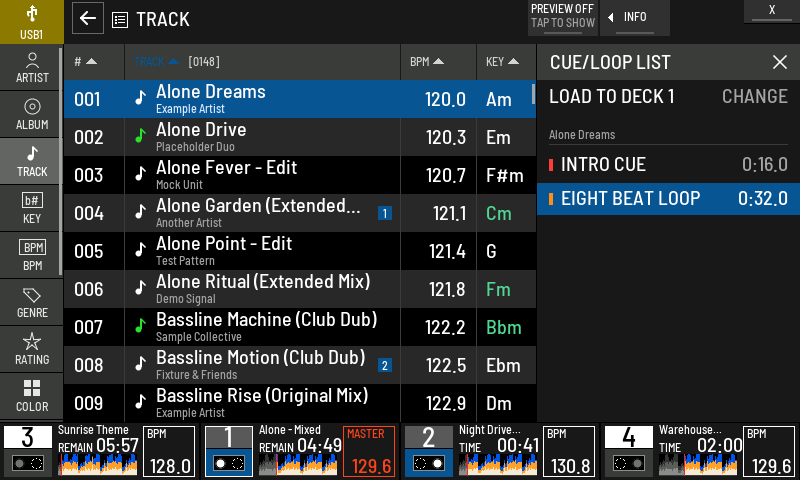 USB1
TRACK
PREVIEW OFF
TAP TO SHOW
INFO
X
ARTIST
ALBUM
TRACK
b#
KEY
BPM
BPM
GENRE
RATING
COLOR
# TRACK [0148] BPM KEY
001 Alone Dreams 120.0 Am
Example Artist
002 Alone Drive 120.3 Em
Placeholder Duo
003 Alone Fever - Edit 120.7 F#m
Mock Unit
004 Alone Garden (Extended... 1 121.1 Cm
Another Artist
005 Alone Point - Edit 121.4 G
Test Pattern
006 Alone Ritual (Extended Mix) 121.8 Fm
Demo Signal
007 Bassline Machine (Club Dub) 122.2 Bbm
Sample Collective
008 Bassline Motion (Club Dub) 2 122.5 Ebm
Fixture & Friends
009 Bassline Rise (Original Mix) 122.9 Dm
Example Artist
CUE/LOOP LIST
LOAD TO DECK 1 CHANGE
Alone Dreams
INTRO CUE 0:16.0
EIGHT BEAT LOOP 0:32.0
3 Sunrise Theme BPM
REMAIN 05:57
128.0
1 Alone - Mixed MASTER
REMAIN 04:49
129.6
2 Night Drive... BPM
TIME 00:41
130.8
4 Warehouse... BPM
TIME 02:00
129.6